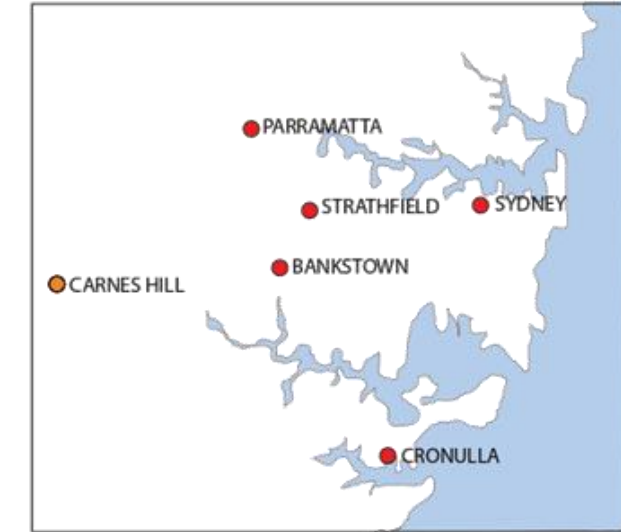 PARRAMATTA
STRATHFIELD
SYDNEY
BANKSTOWN
CARNES HILL
CRONULLA